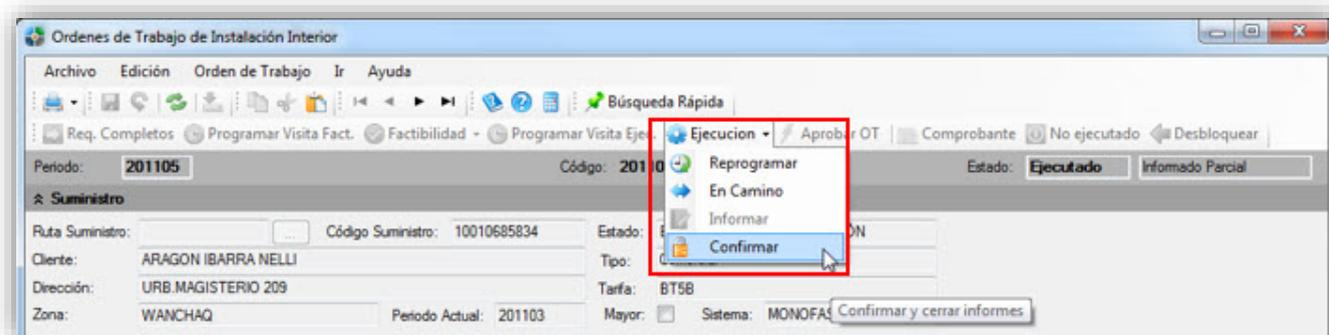 Ordenes de Trabajo de Instalación Interior
Archivo Edición Orden de Trabajo Ir Ayuda
Búsqueda Rápida
Req. Completos Programar Visita Fact. Factibilidad Programar Visita Ejec. Ejecucion Aprobar OT Comprobante No ejecutado Desbloquear
Periodo: 201105 Código: Estado: Ejecutado Informado Parcial
Reprogramar
En Camino
Informar
Confirmar
Suministro
Ruta Suministro: ... Código Suministro: 10010685834 Estado:
Cliente: ARAGON IBARRA NELLI Tipo:
Dirección: URB.MAGISTERIO 209 Tarifa: BT5B
Zona: WANCHAQ Periodo Actual: 201103 Mayor: Sistema: MONOFAS
Confirmar y cerrar informes